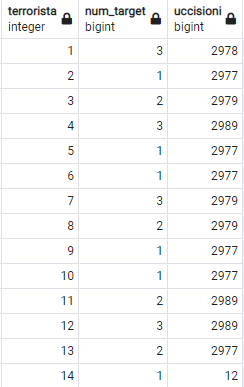 terrorista num_target uccisioni
integer bigint bigint
1 3 2978
2 1 2977
3 2 2979
4 3 2989
5 1 2977
6 1 2977
7 3 2979
8 2 2979
9 1 2977
10 1 2977
11 2 2989
12 3 2989
13 2 2977
14 1 12